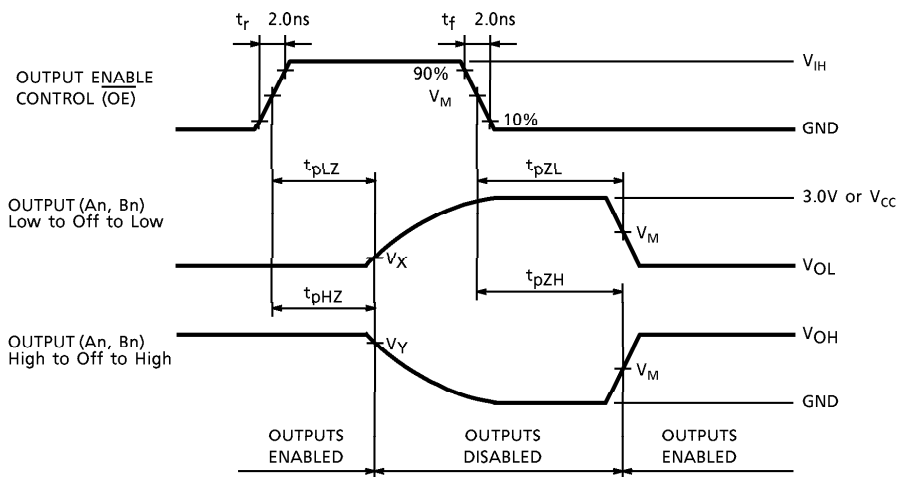 tr 2.0ns tf 2.0ns
OUTPUT ENABLE
CONTROL (OE)
90%
VM
10%
VIH
GND
tpLZ
tpZL
OUTPUT (An, Bn)
Low to Off to Low
VX
3.0V or VCC
VM
VOL
tpHZ
tpZH
OUTPUT (An, Bn)
High to Off to High
VY
VOH
VM
GND
OUTPUTS
ENABLED
OUTPUTS
DISABLED
OUTPUTS
ENABLED